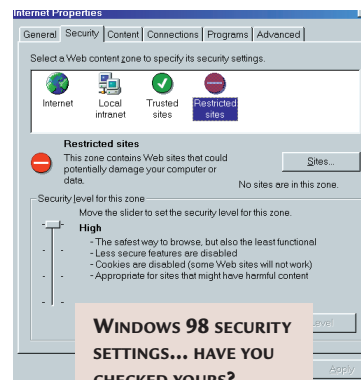 Internet Properties
General Security Content Connections Programs Advanced
Select a Web content zone to specify its security settings.
Internet Local intranet Trusted sites Restricted sites
Restricted sites
This zone contains Web sites that could
potentially damage your computer or
data.
Sites...
No sites are in this zone.
Security level for this zone
Move the slider to set the security level for this zone.
High
- The safest way to browse, but also the least functional
- Less secure features are disabled
- Cookies are disabled (some Web sites will not work)
- Appropriate for sites that might have harmful content
Level
WINDOWS 98 SECURITY
SETTINGS... HAVE YOU
CHECKED YOURS?
Apply